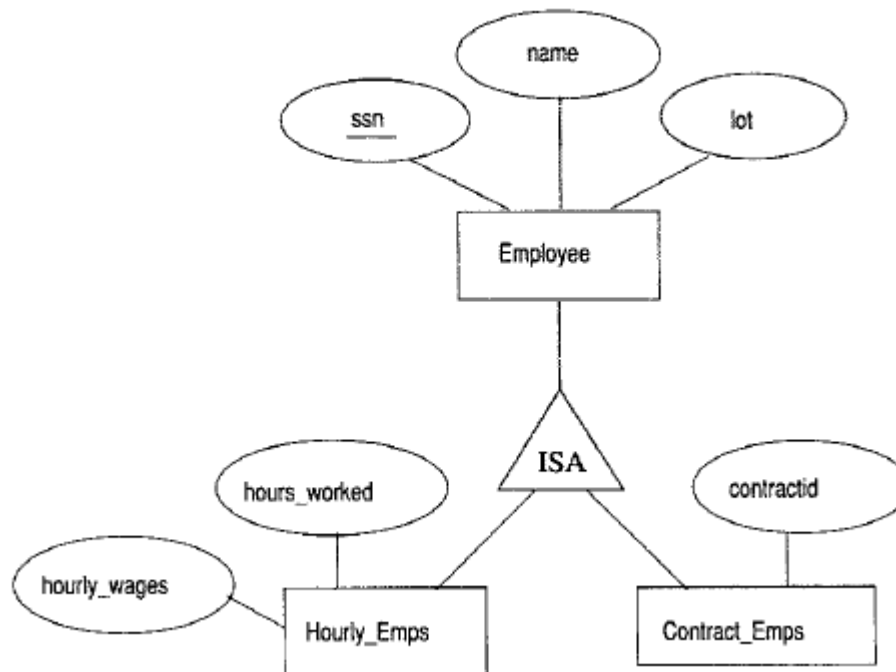 name
ssn
lot
Employee
ISA
hours_worked
contractid
hourly_wages
Hourly_Emps
Contract_Emps